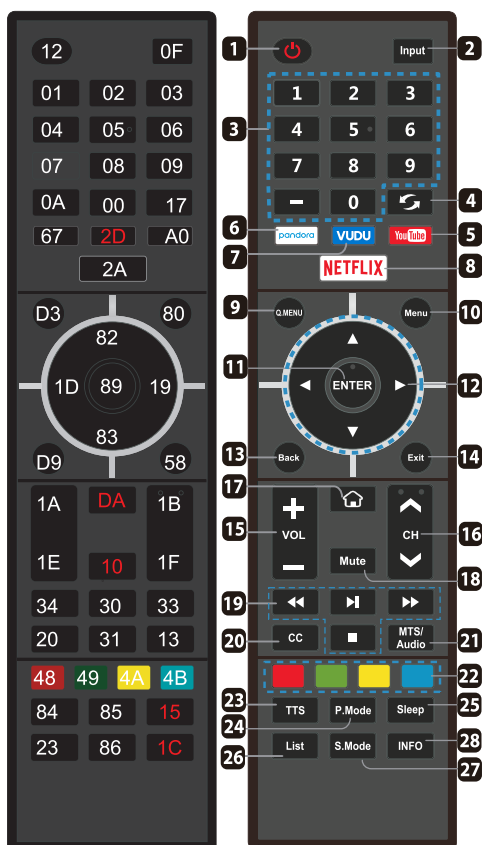 12 0F
01 02 03
04 05 06
07 08 09
0A 00 17
67 2D A0
2A
D3 80
82
1D 89 19
83
D9 58
1A DA 1B
1E 10 1F
34 30 33
20 31 13
48 49 4A 4B
84 85 15
23 86 1C
1 Input 2
1 2 3
3 4 5 6
7 8 9
0 4
6 pandora VUDU YouTube 5
7 NETFLIX 8
9 Q.MENU Menu 10
11 ENTER 12
13 Back Exit 14
17
15 VOL CH 16
Mute 18
19
20 CC MTS/ 21
Audio
22
23 TTS P.Mode Sleep 25
24
List S.Mode INFO 28
26 27